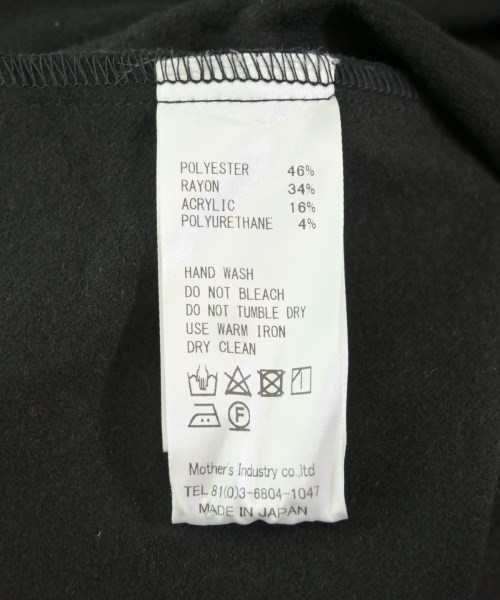 POLYESTER 46%
RAYON 34%
ACRYLIC 16%
POLYURETHANE 4%
HAND WASH
DO NOT BLEACH
DO NOT TUMBLE DRY
USE WARM IRON
DRY CLEAN
F
Mother's Industry co.,ltd
TEL 81(0)3-6804-1047
MADE IN JAPAN